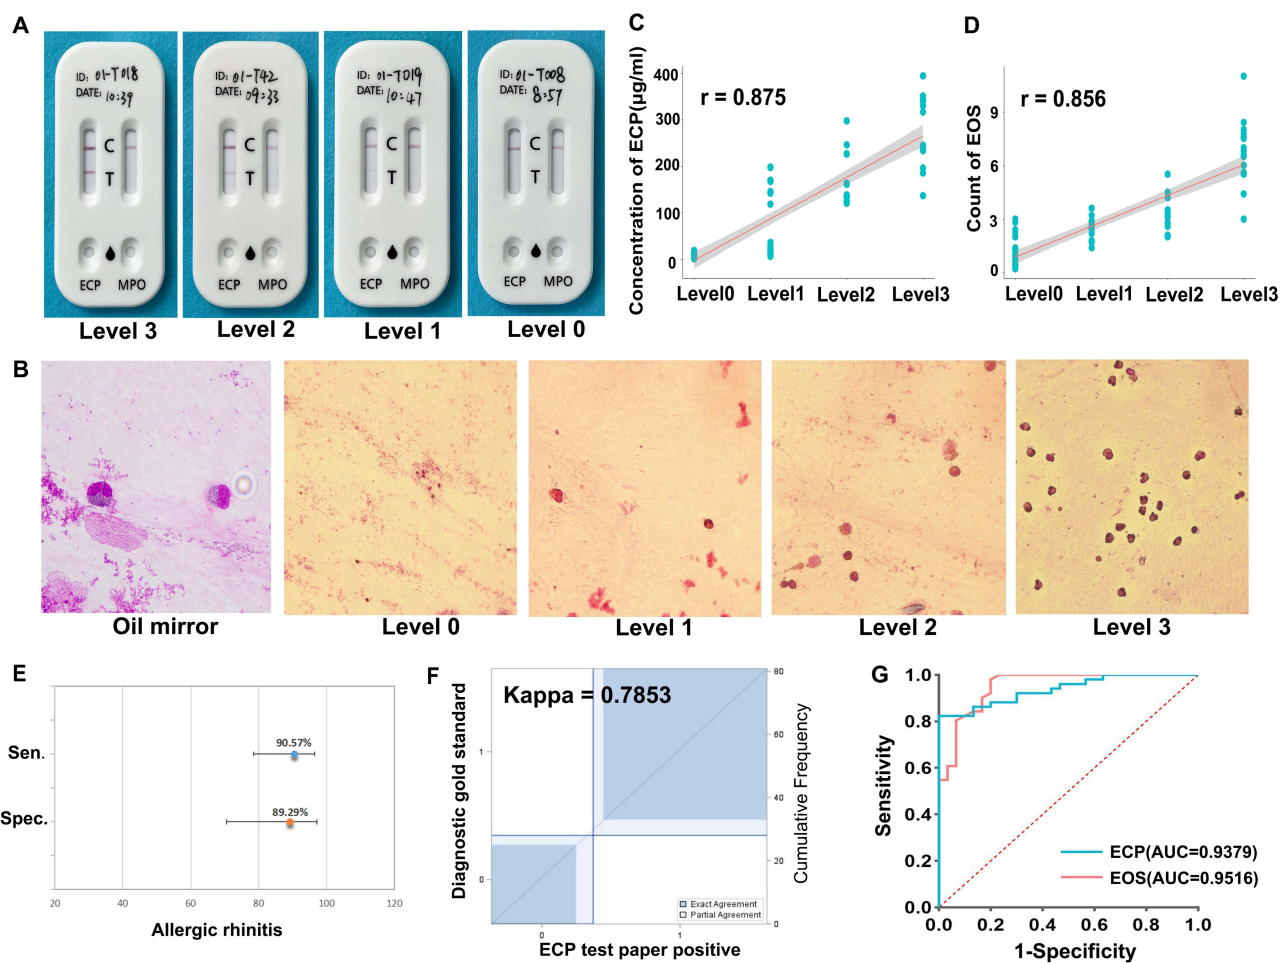 A
ID: 01-T018
DATE: 10:39
C
T
ECP MPO
Level 3
ID: 01-T42
DATE: 09:33
C
T
ECP MPO
Level 2
ID: 01-T019
DATE: 10:47
C
T
ECP MPO
Level 1
ID: 01-T008
DATE: 8:57
C
T
ECP MPO
Level 0
C
Concentration of ECP(µg/ml)
r = 0.875
400
300
200
100
0
Level0 Level1 Level2 Level3
D
Count of EOS
r = 0.856
9
6
3
0
Level0 Level1 Level2 Level3
B
Oil mirror
Level 0
Level 1
Level 2
Level 3
E
90.57%
Sen.
89.29%
Spec.
20 40 60 80 100 120
Allergic rhinitis
F
Kappa = 0.7853
Diagnostic gold standard
1
0
80
60
40
20
0
Cumulative Frequency
Exact Agreement
Partial Agreement
0 1
ECP test paper positive
G
Sensitivity
1.0
0.8
0.6
0.4
0.2
0.0
ECP(AUC=0.9379)
EOS(AUC=0.9516)
0.0 0.2 0.4 0.6 0.8 1.0
1-Specificity